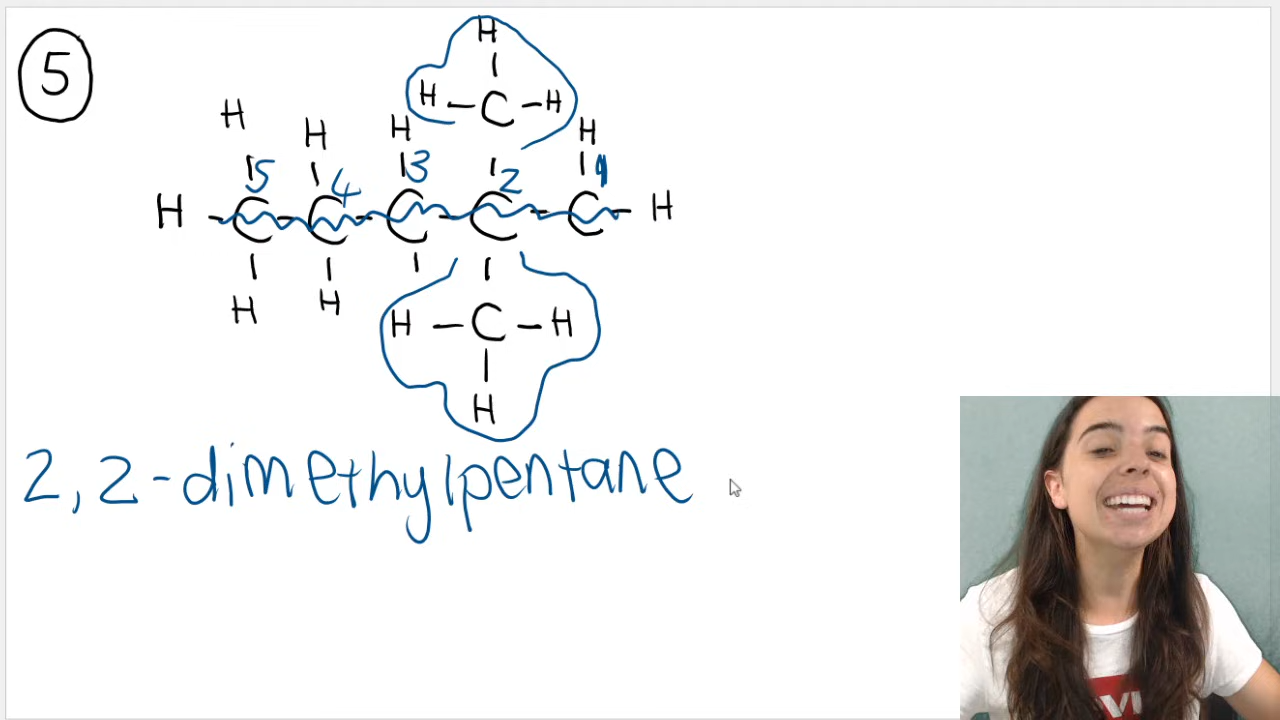 5
H
H - C - H
H H H H
5 4 3 2 1
H - C - C - C - C - C - H
H H H - C - H
H
2, 2-dimethylpentane